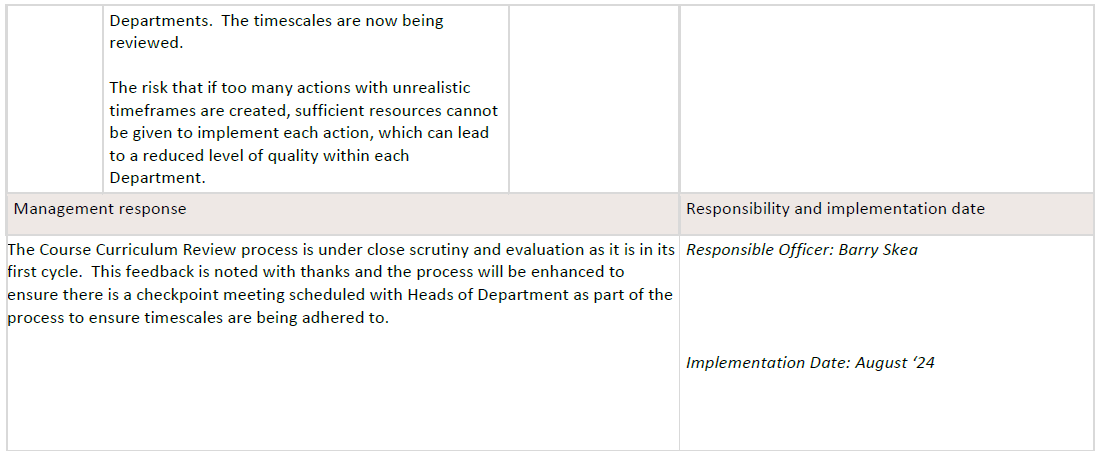 Departments.  The timescales are now being
reviewed.
The risk that if too many actions with unrealistic
timeframes are created, sufficient resources cannot
be given to implement each action, which can lead
to a reduced level of quality within each
Department.
Management response
Responsibility and implementation date
The Course Curriculum Review process is under close scrutiny and evaluation as it is in its
first cycle.  This feedback is noted with thanks and the process will be enhanced to
ensure there is a checkpoint meeting scheduled with Heads of Department as part of the
process to ensure timescales are being adhered to.
Responsible Officer: Barry Skea
Implementation Date: August ‘24